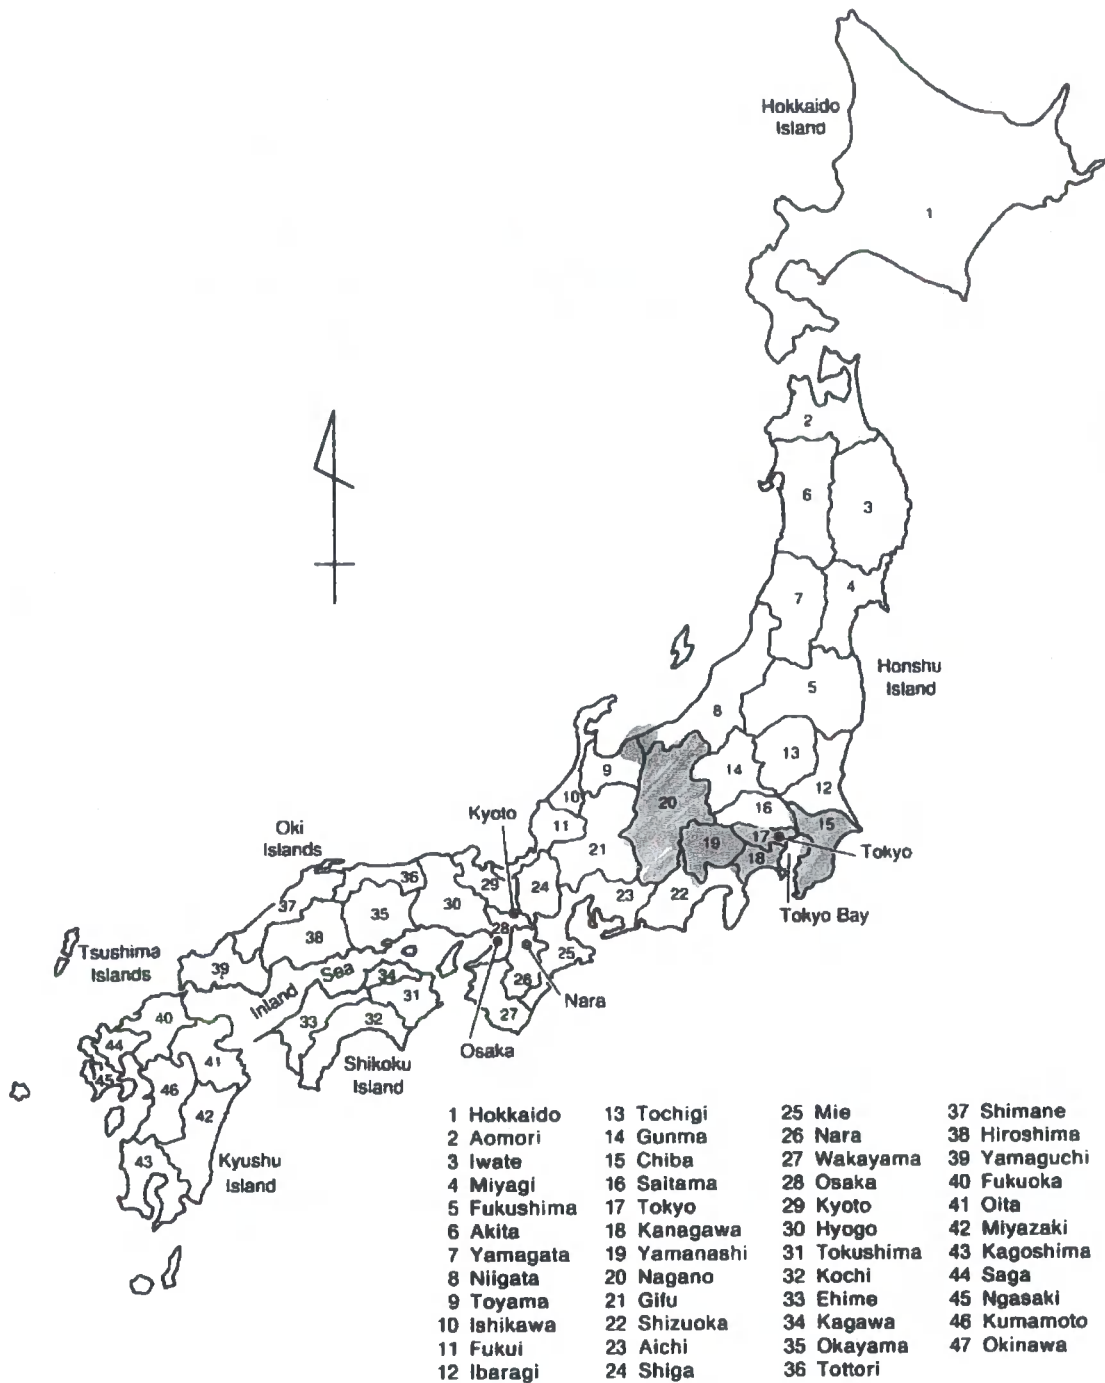 Hokkaido
Island
1
2
6
3
7
4
Honshu
Island
5
8
13
14
9
12
10
20
16
15
Kyoto
11
17
Tokyo
19
18
Oki
Islands
21
36
29
24
23
22
Tokyo Bay
37
35
30
28
38
25
Tsushima
Islands
39
Inland Sea
34
26
Nara
31
27
40
33
32
Osaka
44
41
Shikoku
Island
45
46
42
43
Kyushu
Island
1 Hokkaido
2 Aomori
3 Iwate
4 Miyagi
5 Fukushima
6 Akita
7 Yamagata
8 Niigata
9 Toyama
10 Ishikawa
11 Fukui
12 Ibaragi
13 Tochigi
14 Gunma
15 Chiba
16 Saitama
17 Tokyo
18 Kanagawa
19 Yamanashi
20 Nagano
21 Gifu
22 Shizuoka
23 Aichi
24 Shiga
25 Mie
26 Nara
27 Wakayama
28 Osaka
29 Kyoto
30 Hyogo
31 Tokushima
32 Kochi
33 Ehime
34 Kagawa
35 Okayama
36 Tottori
37 Shimane
38 Hiroshima
39 Yamaguchi
40 Fukuoka
41 Oita
42 Miyazaki
43 Kagoshima
44 Saga
45 Ngasaki
46 Kumamoto
47 Okinawa